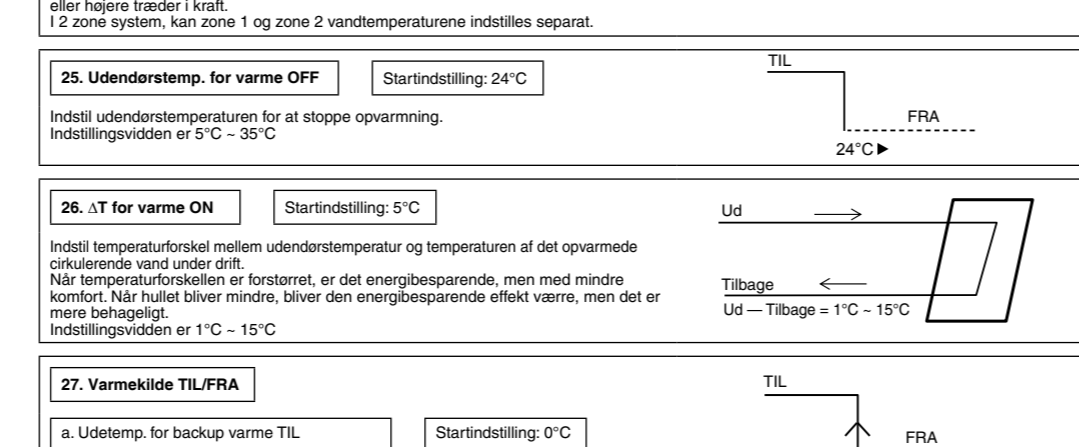 eller højere træder i kraft.
I 2 zone system, kan zone 1 og zone 2 vandtemperaturene indstilles separat.
25. Udendørstemp. for varme OFF
Startindstilling: 24°C
Indstil udendørstemperaturen for at stoppe opvarmning.
Indstillingsvidden er 5°C ~ 35°C
TIL
FRA
24°C▶
26. ΔT for varme ON
Startindstilling: 5°C
Indstil temperaturforskel mellem udendørstemperatur og temperaturen af det opvarmede
cirkulerende vand under drift.
Når temperaturforskellen er forstørret, er det energibesparende, men med mindre
komfort. Når hullet bliver mindre, bliver den energibesparende effekt værre, men det er
mere behageligt.
Indstillingsvidden er 1°C ~ 15°C
Ud
Tilbage
Ud — Tilbage = 1°C ~ 15°C
27. Varmekilde TIL/FRA
a. Udetemp. for backup varme TIL
Startindstilling: 0°C
TIL
FRA